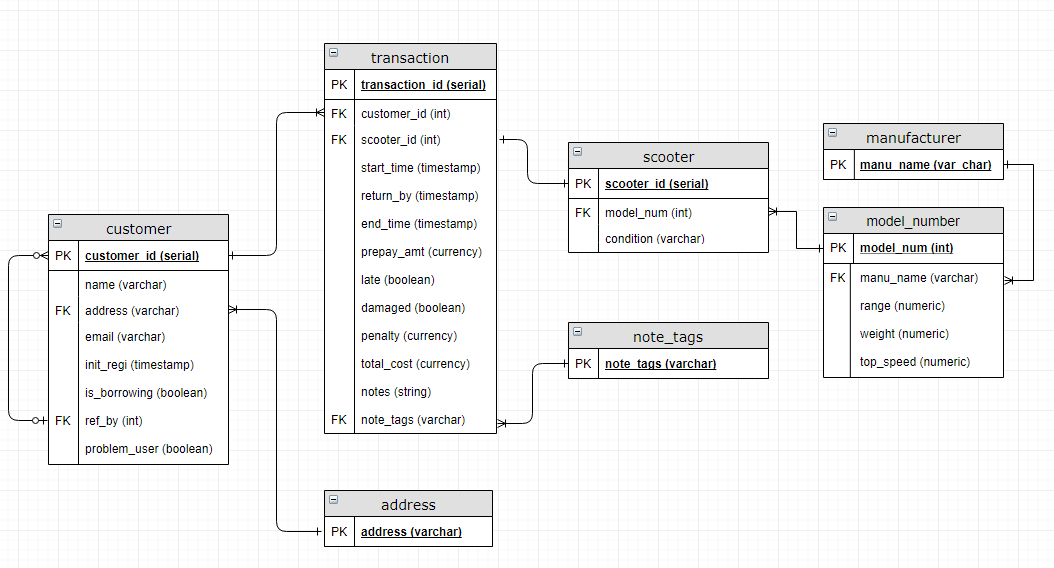 transaction
PK transaction_id (serial)
FK customer_id (int)
FK scooter_id (int)
start_time (timestamp)
return_by (timestamp)
end_time (timestamp)
prepay_amt (currency)
late (boolean)
damaged (boolean)
penalty (currency)
total_cost (currency)
notes (string)
FK note_tags (varchar)
scooter
PK scooter_id (serial)
FK model_num (int)
condition (varchar)
manufacturer
PK manu_name (var_char)
model_number
PK model_num (int)
FK manu_name (varchar)
range (numeric)
weight (numeric)
top_speed (numeric)
customer
PK customer_id (serial)
name (varchar)
FK address (varchar)
email (varchar)
init_regi (timestamp)
is_borrowing (boolean)
FK ref_by (int)
problem_user (boolean)
note_tags
PK note_tags (varchar)
address
PK address (varchar)